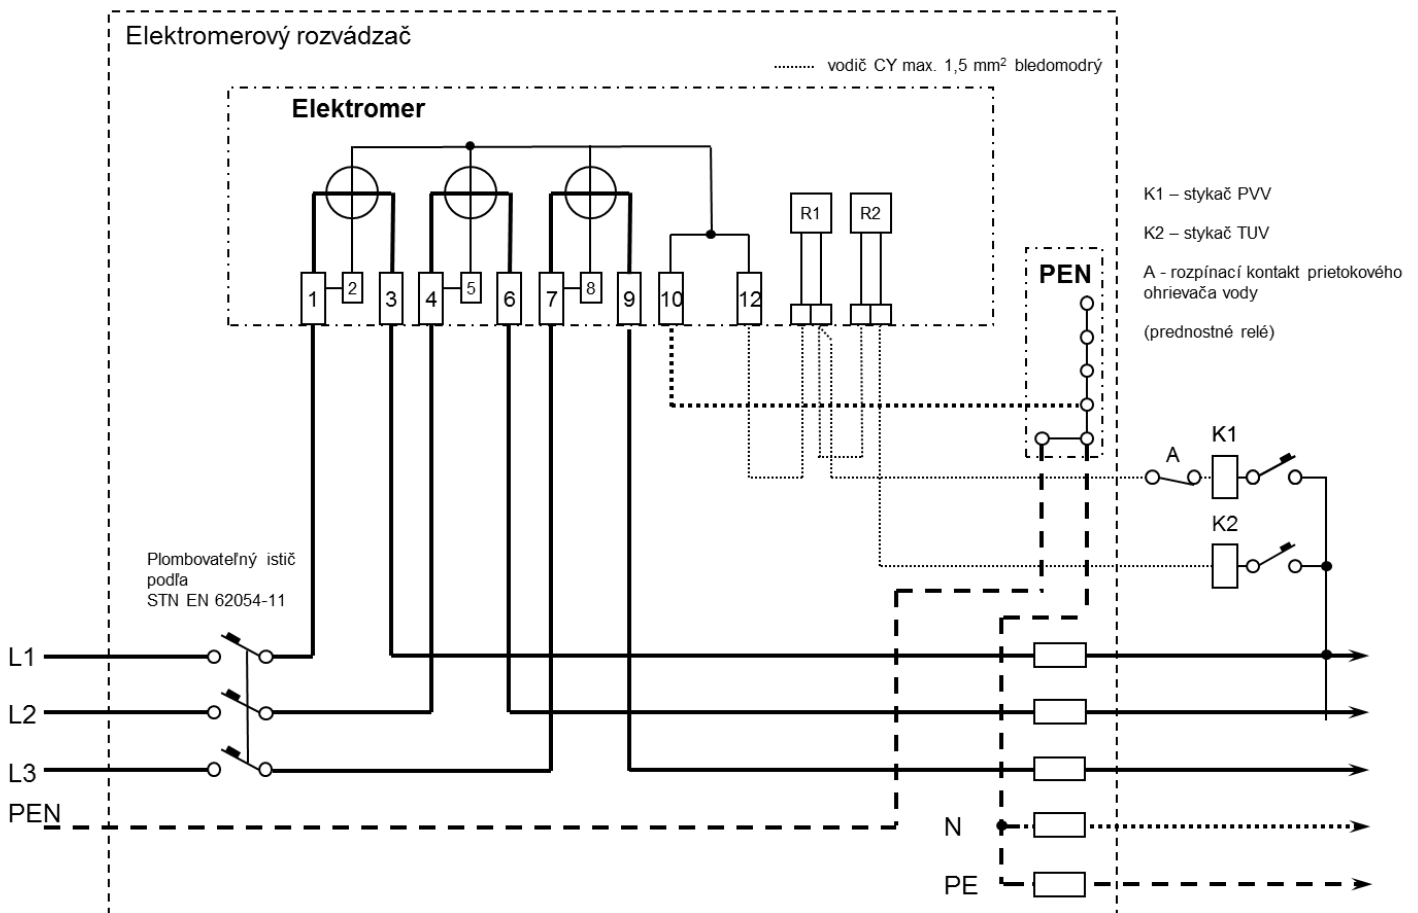 Elektromerový rozvádzač
vodič CY max. 1,5 mm² bledomodrý
Elektromer
K1 – stykač PVV
K2 – stykač TUV
A - rozpínací kontakt prietokového
ohrievača vody
(prednostné relé)
R1 R2
PEN
1 2 3 4 5 6 7 8 9 10 12
A K1
K2
Plombovateľný istič
podľa
STN EN 62054-11
L1
L2
L3
PEN
N
PE